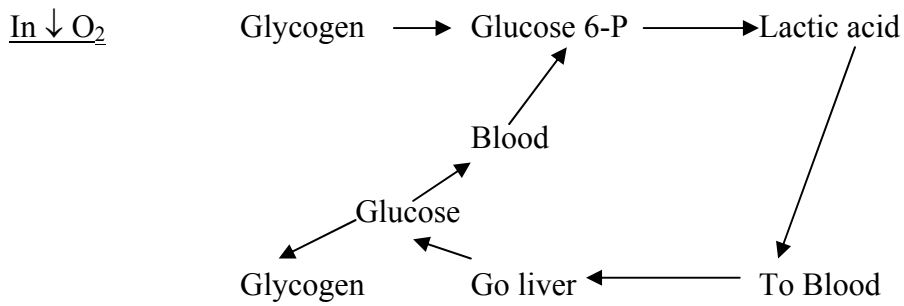 In ↓ O₂ Glycogen Glucose 6-P Lactic acid
Blood
Glucose
Glycogen Go liver To Blood